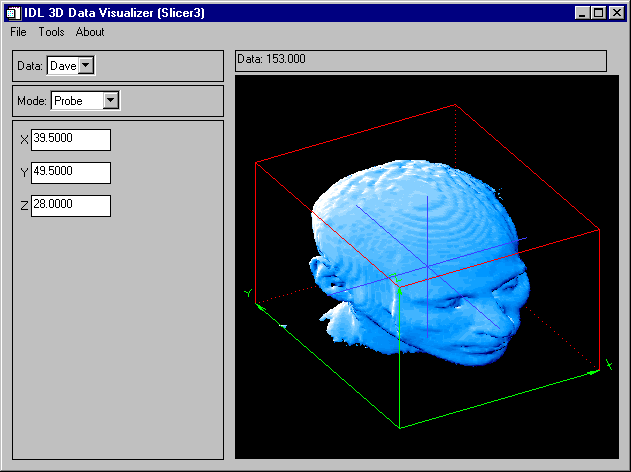 IDL 3D Data Visualizer (Slicer3)
File Tools About
Data: Dave
Data: 153.000
Mode: Probe
X 39.5000
Y 49.5000
Z 28.0000
Y
X